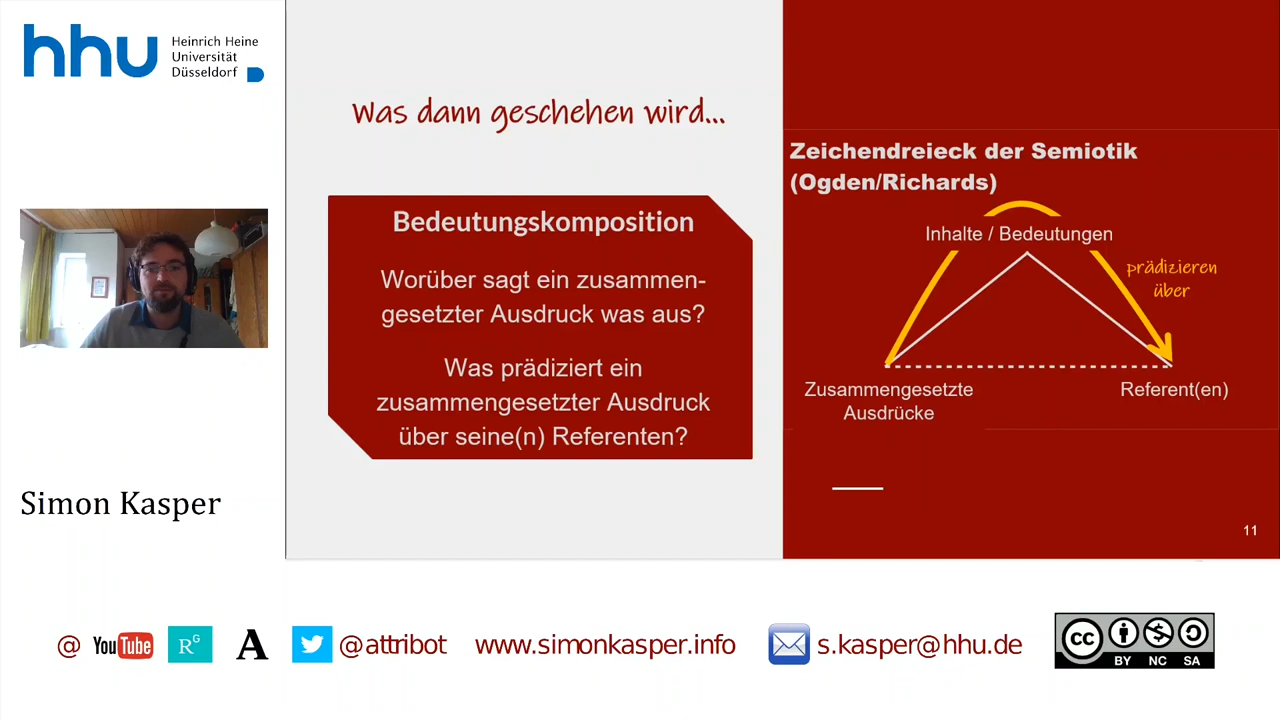 hhu
Heinrich Heine
Universität
Düsseldorf
Simon Kasper
Was dann geschehen wird...
Bedeutungskomposition
Worüber sagt ein zusammen-
gesetzter Ausdruck was aus?
Was prädiziert ein
zusammengesetzter Ausdruck
über seine(n) Referenten?
Zeichendreieck der Semiotik
(Ogden/Richards)
Inhalte / Bedeutungen
prädizieren
über
Zusammengesetzte
Ausdrücke
Referent(en)
11
@ YouTube RG A @attribot www.simonkasper.info s.kasper@hhu.de
cc BY NC SA